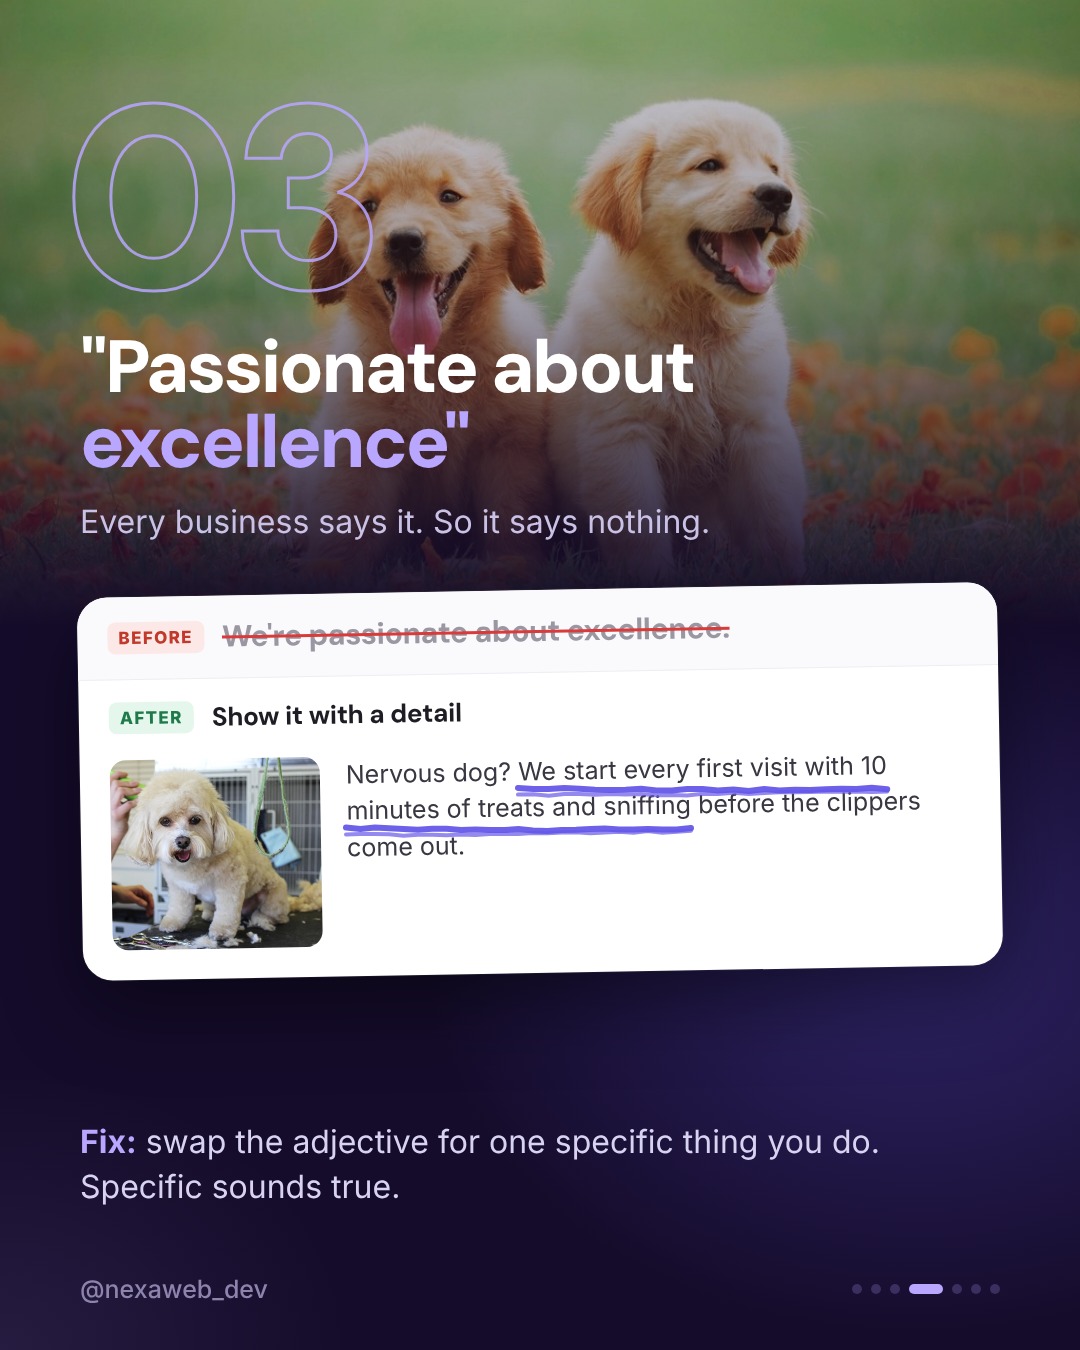 03
"Passionate about
excellence"
Every business says it. So it says nothing.
BEFORE We're passionate about excellence.
AFTER Show it with a detail
Nervous dog? We start every first visit with 10
minutes of treats and sniffing before the clippers
come out.
Fix: swap the adjective for one specific thing you do.
Specific sounds true.
@nexaweb_dev